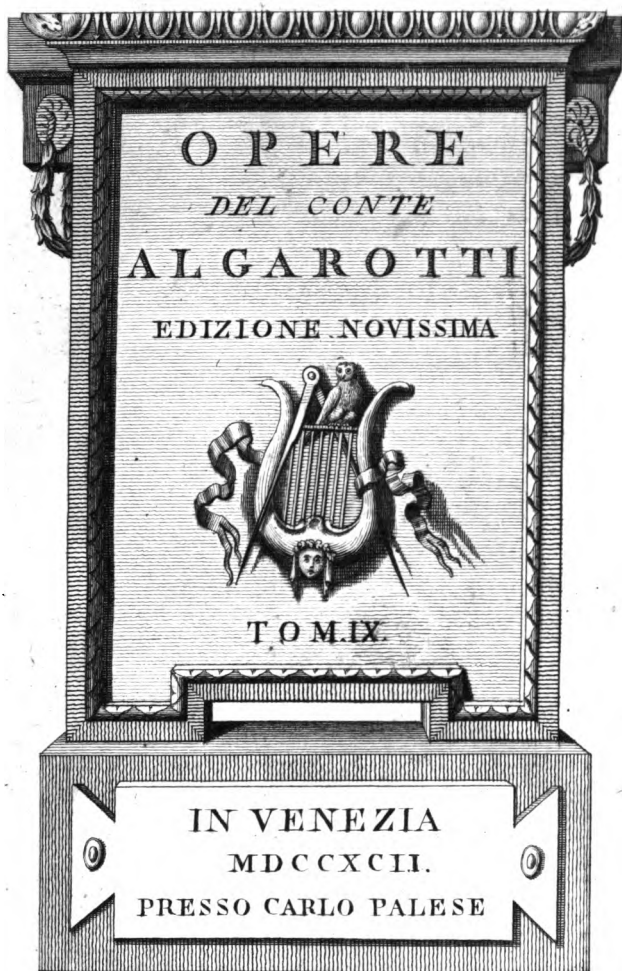 OPERE
DEL CONTE
ALGAROTTI
EDIZIONE NOVISSIMA
TOM.IX.
IN VENEZIA
MDCCXCII.
PRESSO CARLO PALESE